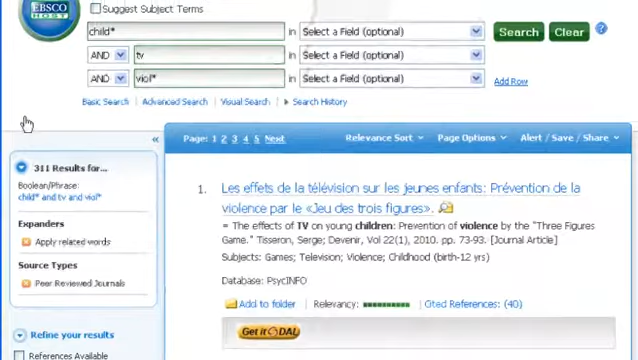 EBSCO
HOST
Suggest Subject Terms
child* in Select a Field (optional) Search Clear ?
AND tv in Select a Field (optional)
AND viol* in Select a Field (optional) Add Row
Basic Search Advanced Search Visual Search Search History
«
Page: 1 2 3 4 5 Next Relevance Sort Page Options Alert / Save / Share
311 Results for...
Boolean/Phrase:
child* and tv and viol*
Expanders
Apply related words
Source Types
Peer Reviewed Journals
Refine your results
References Available
1. Les effets de la télévision sur les jeunes enfants: Prévention de la
violence par le «Jeu des trois figures».
= The effects of TV on young children: Prevention of violence by the "Three Figures
Game." Tisseron, Serge; Devenir, Vol 22(1), 2010. pp. 73-93. [Journal Article]
Subjects: Games; Television; Violence; Childhood (birth-12 yrs)
Database: PsycINFO
Add to folder Relevancy: Cited References: (40)
Get it @ DAL